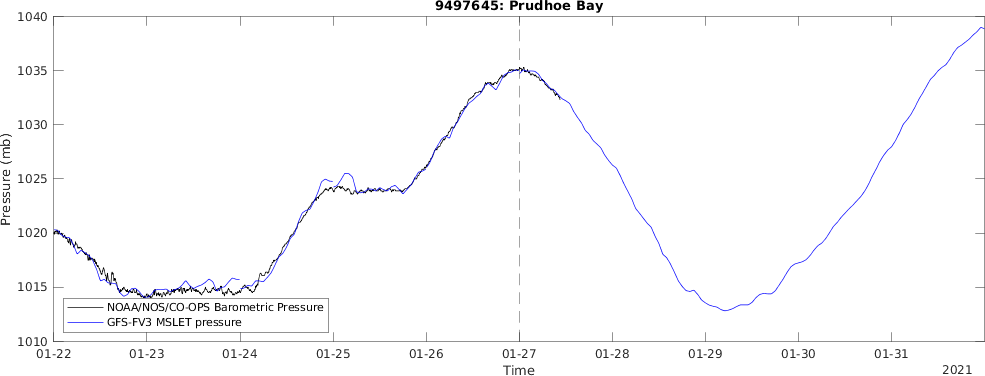 9497645: Prudhoe Bay
1040
1035
1030
1025
1020
1015
1010
Pressure (mb)
NOAA/NOS/CO-OPS Barometric Pressure
GFS-FV3 MSLET pressure
01-22 01-23 01-24 01-25 01-26 01-27 01-28 01-29 01-30 01-31
Time
2021